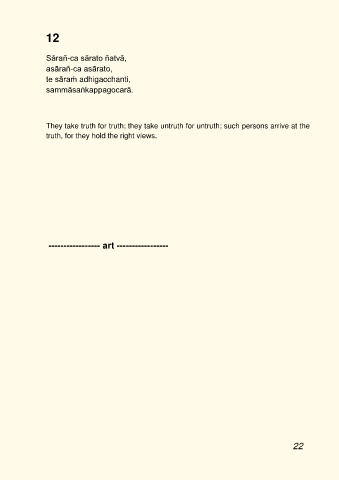 12
Sārañ-ca sārato ñatvā,
asārañ-ca asārato,
te sāraṁ adhigacchanti,
sammāsaṅkappagocarā.
They take truth for truth; they take untruth for untruth; such persons arrive at the
truth, for they hold the right views.
----------------- art -----------------
22